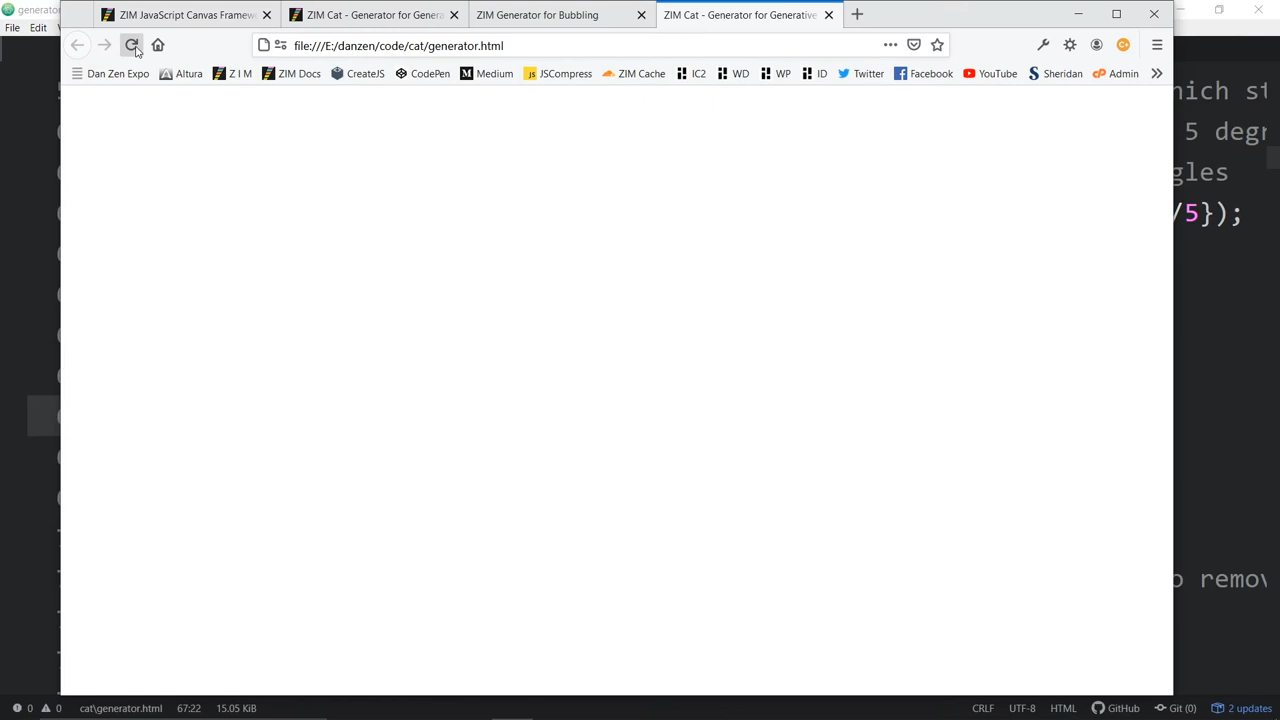 generator
ZIM JavaScript Canvas Framew
ZIM Cat - Generator for Gener
ZIM Generator for Bubbling
ZIM Cat - Generator for Generative
File Edit
file:///E:/danzen/code/cat/generator.html
Dan Zen Expo Altura Z I M ZIM Docs CreateJS CodePen Medium JSCompress ZIM Cache IC2 WD WP ID Twitter Facebook YouTube Sheridan Admin
hich st
5 degr
gles
/5});
o remov
0 0 cat\generator.html 67:22 15.05 KiB CRLF UTF-8 HTML GitHub Git (0) 2 updates